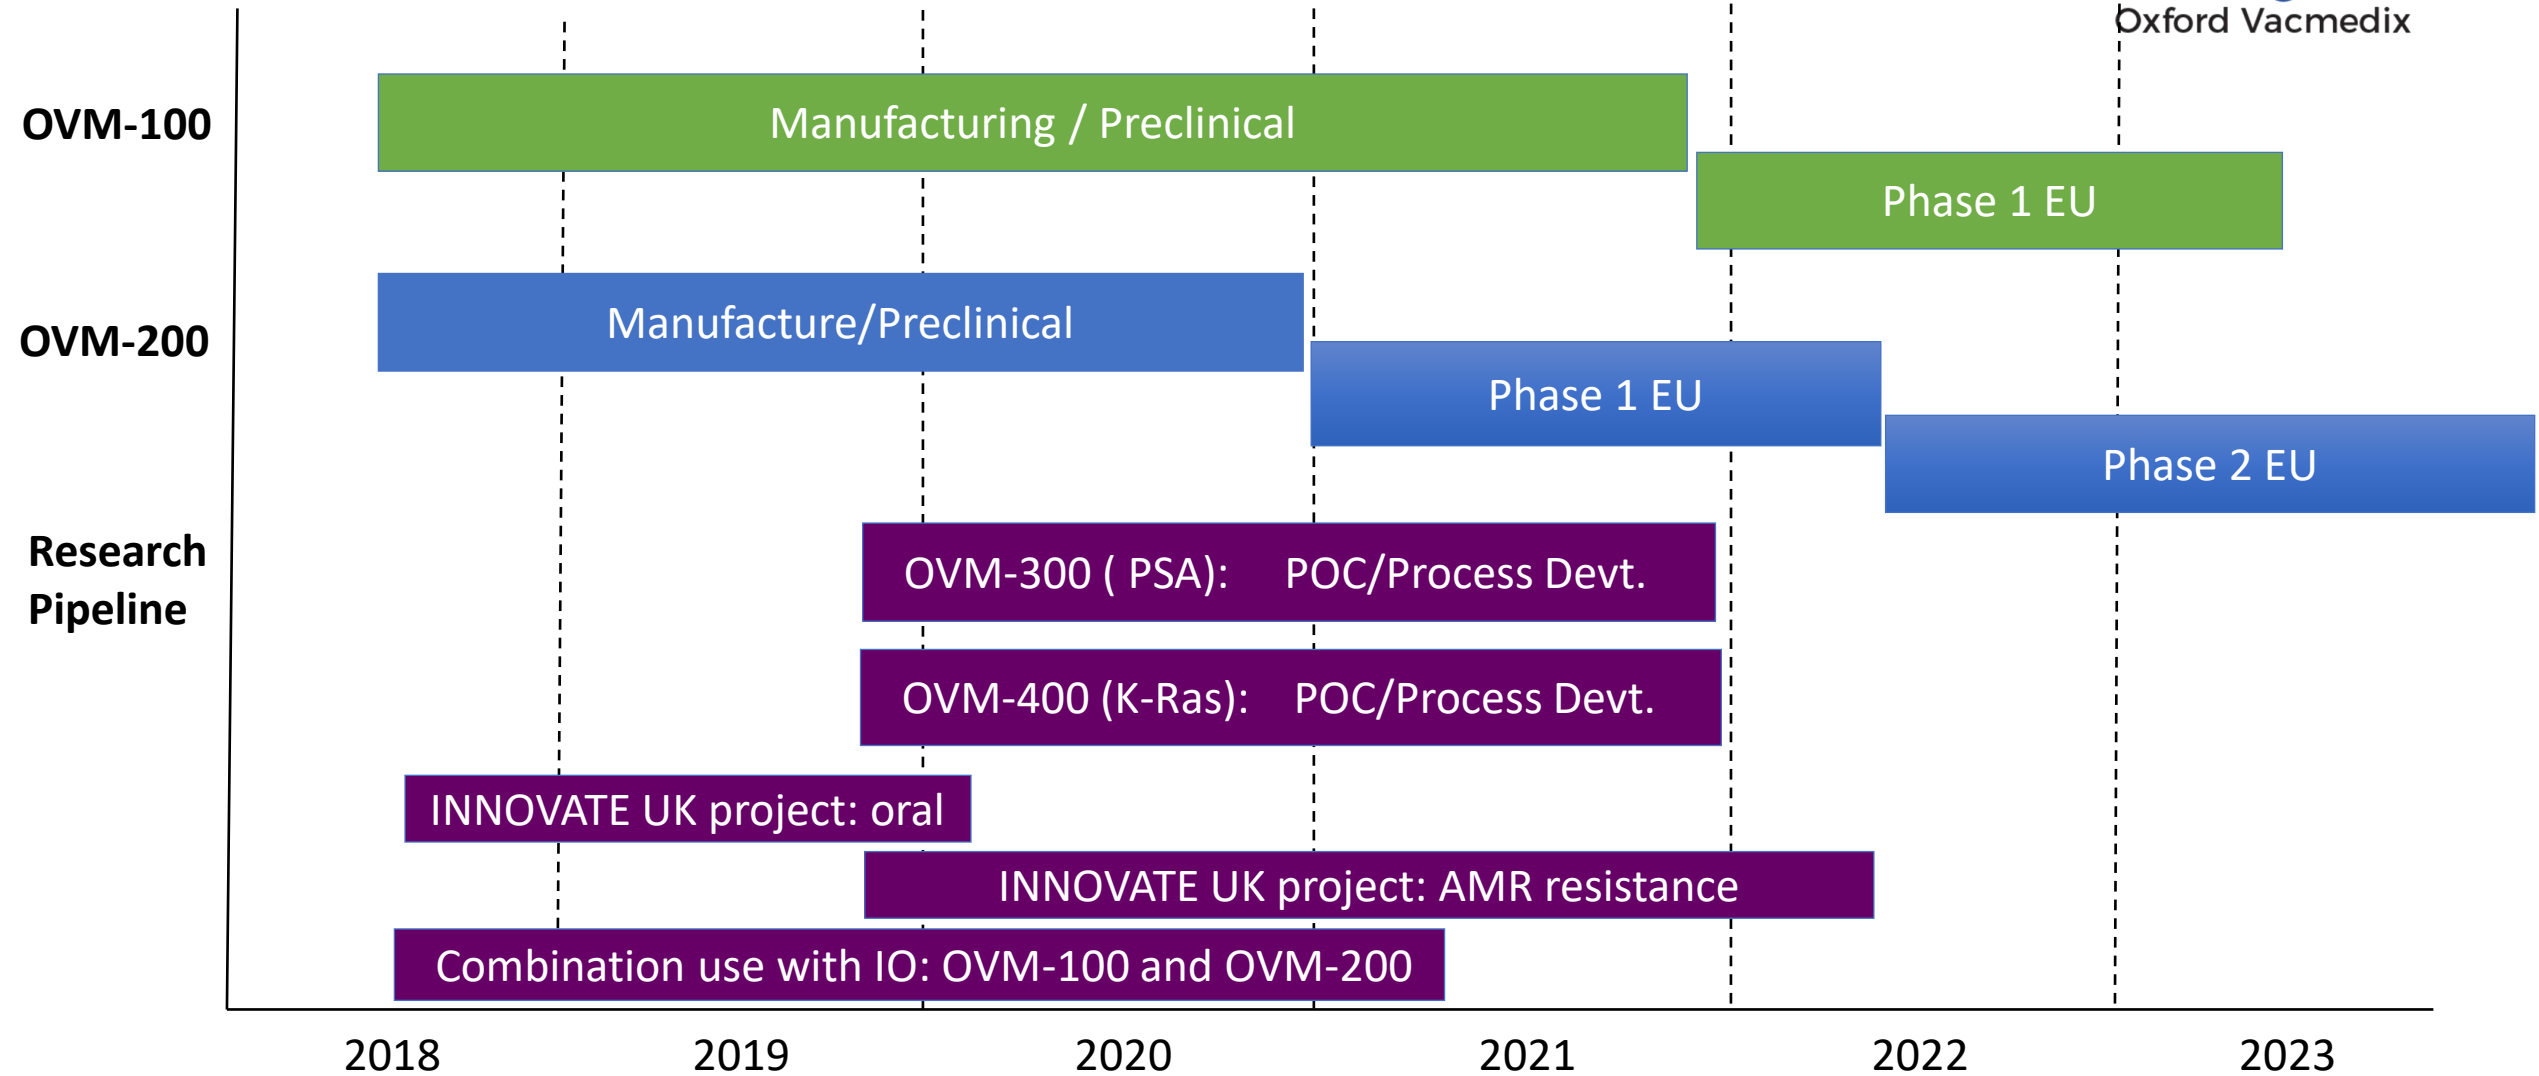 Oxford Vacmedix
OVM-100
Manufacturing / Preclinical
Phase 1 EU
OVM-200
Manufacture/Preclinical
Phase 1 EU
Phase 2 EU
Research
Pipeline
OVM-300 ( PSA): POC/Process Devt.
OVM-400 (K-Ras): POC/Process Devt.
INNOVATE UK project: oral
INNOVATE UK project: AMR resistance
Combination use with IO: OVM-100 and OVM-200
2018 2019 2020 2021 2022 2023